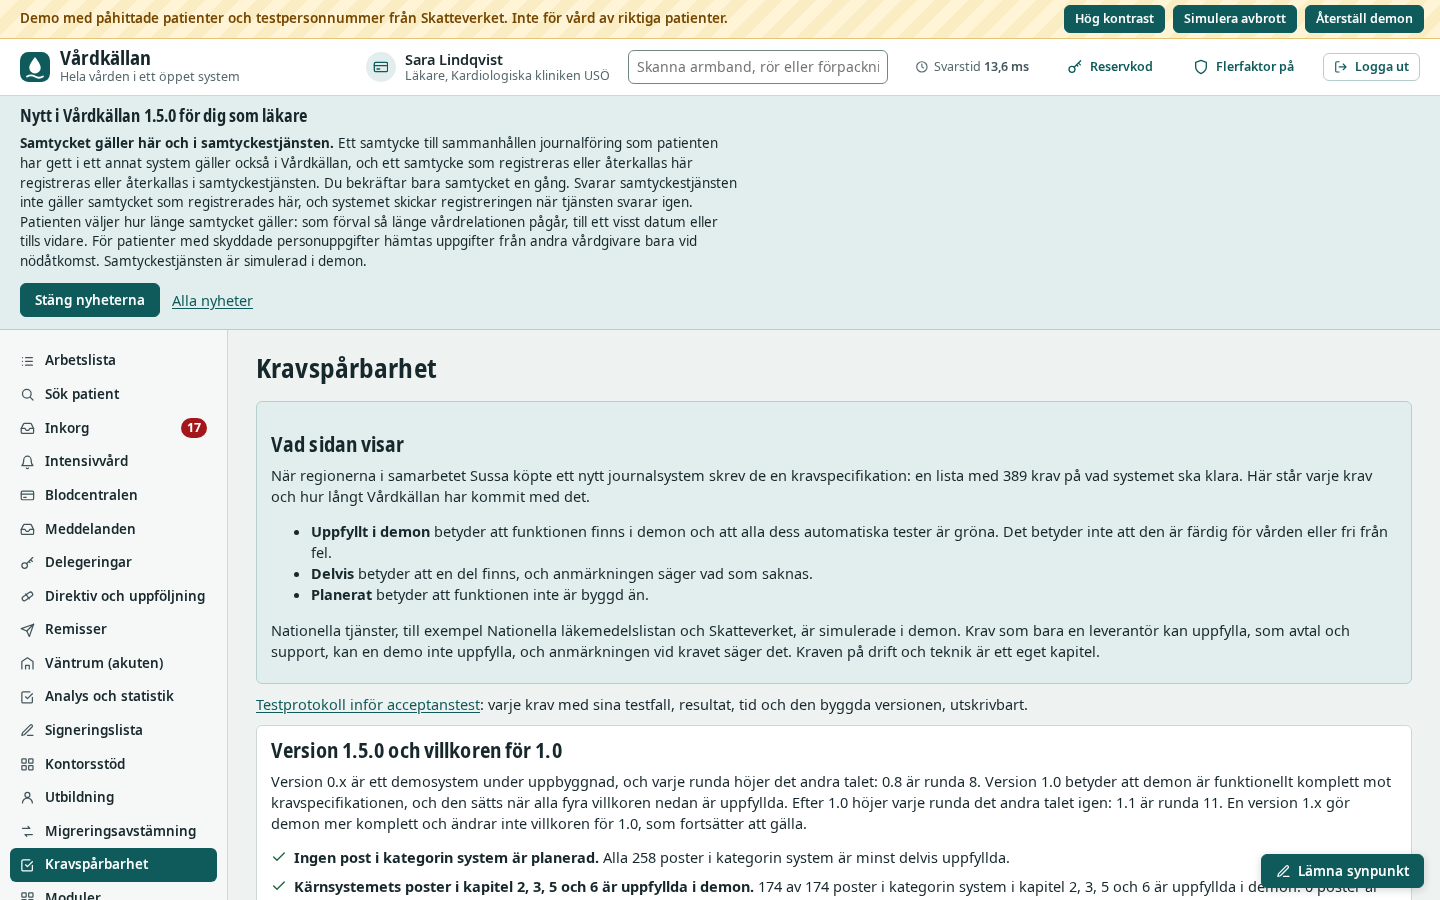 Demo med påhittade patienter och testpersonnummer från Skatteverket. Inte för vård av riktiga patienter.
Hög kontrast
Simulera avbrott
Återställ demon
Vårdkällan
Hela vården i ett öppet system
Sara Lindqvist
Läkare, Kardiologiska kliniken USÖ
Skanna armband, rör eller förpackni
Svarstid 13,6 ms
Reservkod
Flerfaktor på
Logga ut
Nytt i Vårdkällan 1.5.0 för dig som läkare
Samtycket gäller här och i samtyckestjänsten. Ett samtycke till sammanhållen journalföring som patienten
har gett i ett annat system gäller också i Vårdkällan, och ett samtycke som registreras eller återkallas här
registreras eller återkallas i samtyckestjänsten. Du bekräftar bara samtycket en gång. Svarar samtyckestjänsten
inte gäller samtycket som registrerades här, och systemet skickar registreringen när tjänsten svarar igen.
Patienten väljer hur länge samtycket gäller: som förval så länge vårdrelationen pågår, till ett visst datum eller
tills vidare. För patienter med skyddade personuppgifter hämtas uppgifter från andra vårdgivare bara vid
nödåtkomst. Samtyckestjänsten är simulerad i demon.
Stäng nyheterna
Alla nyheter
Arbetslista
Sök patient
Inkorg
17
Intensivvård
Blodcentralen
Meddelanden
Delegeringar
Direktiv och uppföljning
Remisser
Väntrum (akuten)
Analys och statistik
Signeringslista
Kontorsstöd
Utbildning
Migreringsavstämning
Kravspårbarhet
Moduler
Kravspårbarhet
Vad sidan visar
När regionerna i samarbetet Sussa köpte ett nytt journalsystem skrev de en kravspecifikation: en lista med 389 krav på vad systemet ska klara. Här står varje krav
och hur långt Vårdkällan har kommit med det.
Uppfyllt i demon betyder att funktionen finns i demon och att alla dess automatiska tester är gröna. Det betyder inte att den är färdig för vården eller fri från
fel.
Delvis betyder att en del finns, och anmärkningen säger vad som saknas.
Planerat betyder att funktionen inte är byggd än.
Nationella tjänster, till exempel Nationella läkemedelslistan och Skatteverket, är simulerade i demon. Krav som bara en leverantör kan uppfylla, som avtal och
support, kan en demo inte uppfylla, och anmärkningen vid kravet säger det. Kraven på drift och teknik är ett eget kapitel.
Testprotokoll inför acceptanstest: varje krav med sina testfall, resultat, tid och den byggda versionen, utskrivbart.
Version 1.5.0 och villkoren för 1.0
Version 0.x är ett demosystem under uppbyggnad, och varje runda höjer det andra talet: 0.8 är runda 8. Version 1.0 betyder att demon är funktionellt komplett mot
kravspecifikationen, och den sätts när alla fyra villkoren nedan är uppfyllda. Efter 1.0 höjer varje runda det andra talet igen: 1.1 är runda 11. En version 1.x gör
demon mer komplett och ändrar inte villkoren för 1.0, som fortsätter att gälla.
Ingen post i kategorin system är planerad. Alla 258 poster i kategorin system är minst delvis uppfyllda.
Kärnsystemets poster i kapitel 2, 3, 5 och 6 är uppfyllda i demon. 174 av 174 poster i kategorin system i kapitel 2, 3, 5 och 6 är uppfyllda i
Lämna synpunkt